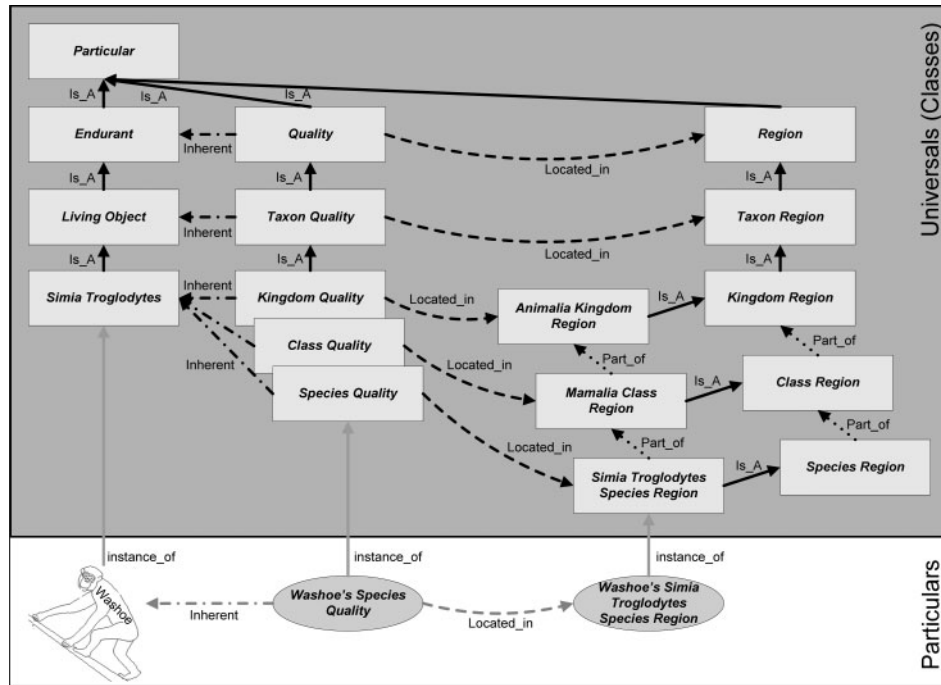 Particular
Is_A
Is_A
Is_A
Endurant
Inherent
Quality
Located_in
Region
Is_A
Is_A
Is_A
Living Object
Inherent
Taxon Quality
Located_in
Taxon Region
Is_A
Is_A
Is_A
Simia Troglodytes
Inherent
Kingdom Quality
Located_in
Animalia Kingdom
Region
Is_A
Kingdom Region
Class Quality
Inherent
Located_in
Part_of
Part_of
Mamalia Class
Region
Is_A
Class Region
Species Quality
Located_in
Part_of
Part_of
Simia Troglodytes
Species Region
Is_A
Species Region
Universals (Classes)
instance_of
instance_of
instance_of
Washoe
Inherent
Washoe's Species
Quality
Located_in
Washoe's Simia
Troglodytes
Species Region
Particulars